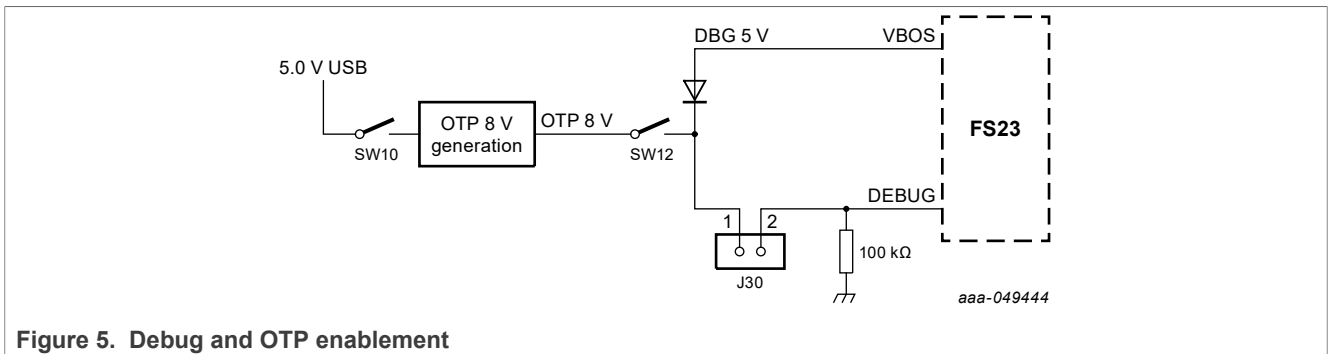 DBG 5 V
VBOS
5.0 V USB
OTP 8 V
generation
OTP 8 V
FS23
SW10
SW12
DEBUG
1
2
100 kΩ
J30
aaa-049444
Figure 5. Debug and OTP enablement